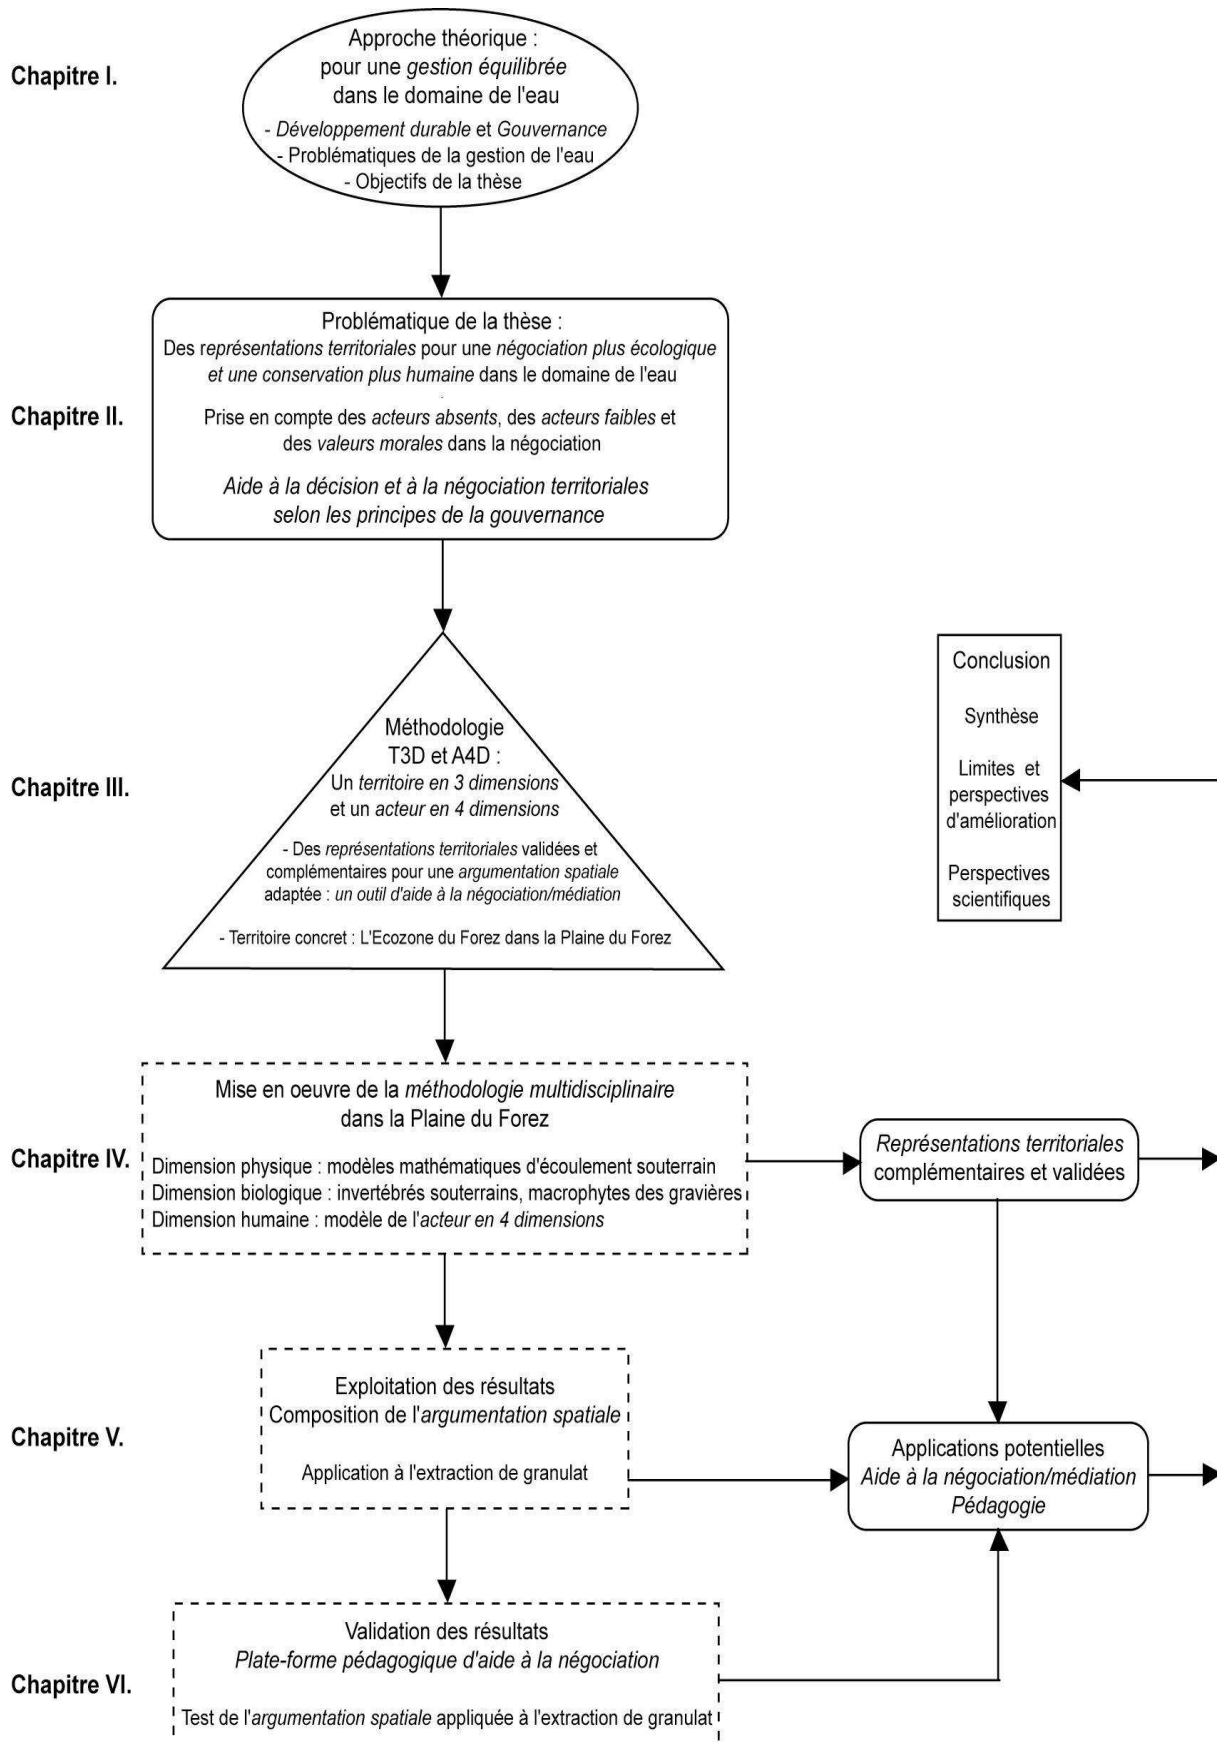 Chapitre I.
Approche théorique :
pour une gestion équilibrée
dans le domaine de l'eau
- Développement durable et Gouvernance
- Problématiques de la gestion de l'eau
- Objectifs de la thèse
Chapitre II.
Problématique de la thèse :
Des représentations territoriales pour une négociation plus écologique
et une conservation plus humaine dans le domaine de l'eau
Prise en compte des acteurs absents, des acteurs faibles et
des valeurs morales dans la négociation
Aide à la décision et à la négociation territoriales
selon les principes de la gouvernance
Chapitre III.
Méthodologie
T3D et A4D :
Un territoire en 3 dimensions
et un acteur en 4 dimensions
- Des représentations territoriales validées et
complémentaires pour une argumentation spatiale
adaptée : un outil d'aide à la négociation/médiation
- Territoire concret : L'Ecozone du Forez dans la Plaine du Forez
Conclusion
Synthèse
Limites et
perspectives
d'amélioration
Perspectives
scientifiques
Chapitre IV.
Mise en oeuvre de la méthodologie multidisciplinaire
dans la Plaine du Forez
Dimension physique : modèles mathématiques d'écoulement souterrain
Dimension biologique : invertébrés souterrains, macrophytes des gravières
Dimension humaine : modèle de l'acteur en 4 dimensions
Représentations territoriales
complémentaires et validées
Chapitre V.
Exploitation des résultats
Composition de l'argumentation spatiale
Application à l'extraction de granulat
Applications potentielles
Aide à la négociation/médiation
Pédagogie
Chapitre VI.
Validation des résultats
Plate-forme pédagogique d'aide à la négociation
Test de l'argumentation spatiale appliquée à l'extraction de granulat